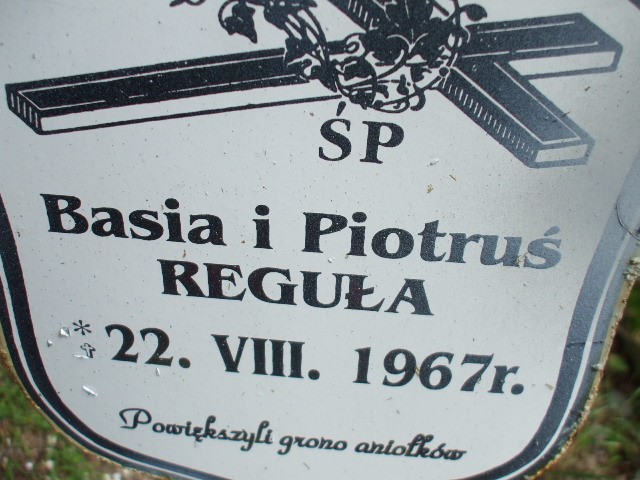 ŚP
Basia i Piotruś
REGUŁA
*✞ 22. VIII. 1967r.
Powiększyli grono aniołków